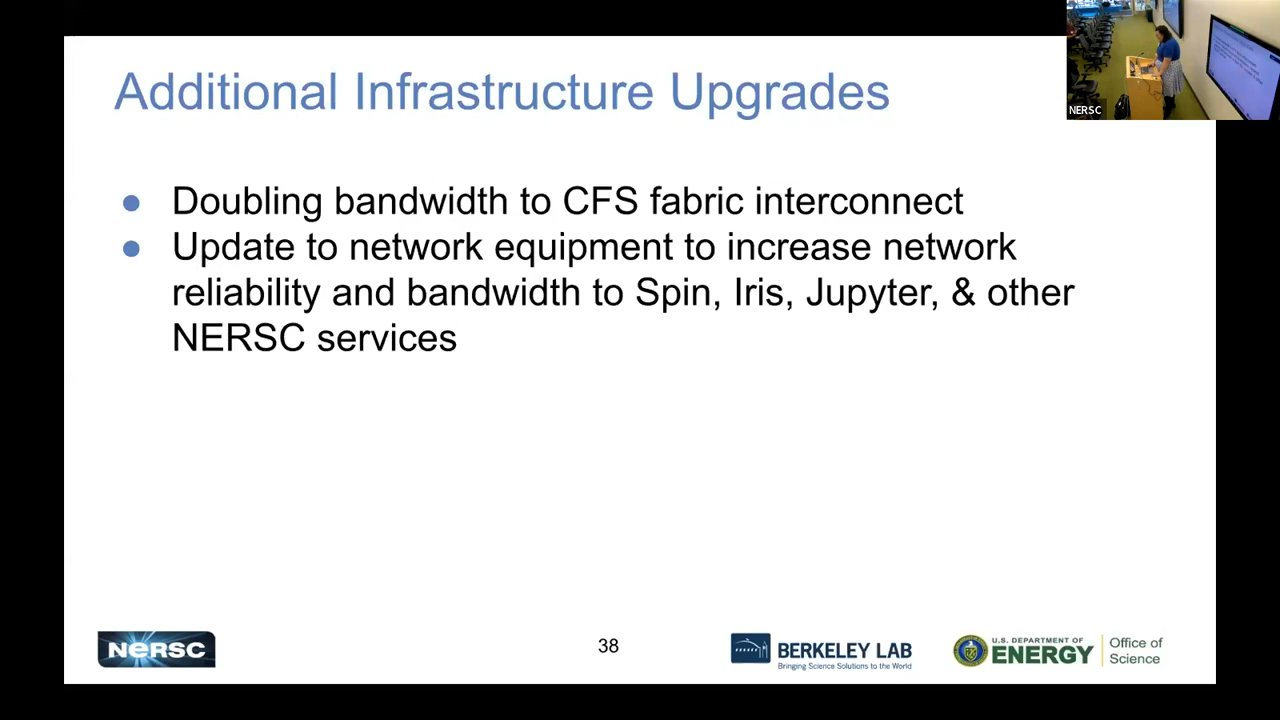 Additional Infrastructure Upgrades
NERSC
● Doubling bandwidth to CFS fabric interconnect
● Update to network equipment to increase network
reliability and bandwidth to Spin, Iris, Jupyter, & other
NERSC services
NERSC
38
BERKELEY LAB
Bringing Science Solutions to the World
U.S. DEPARTMENT OF
ENERGY
Office of
Science